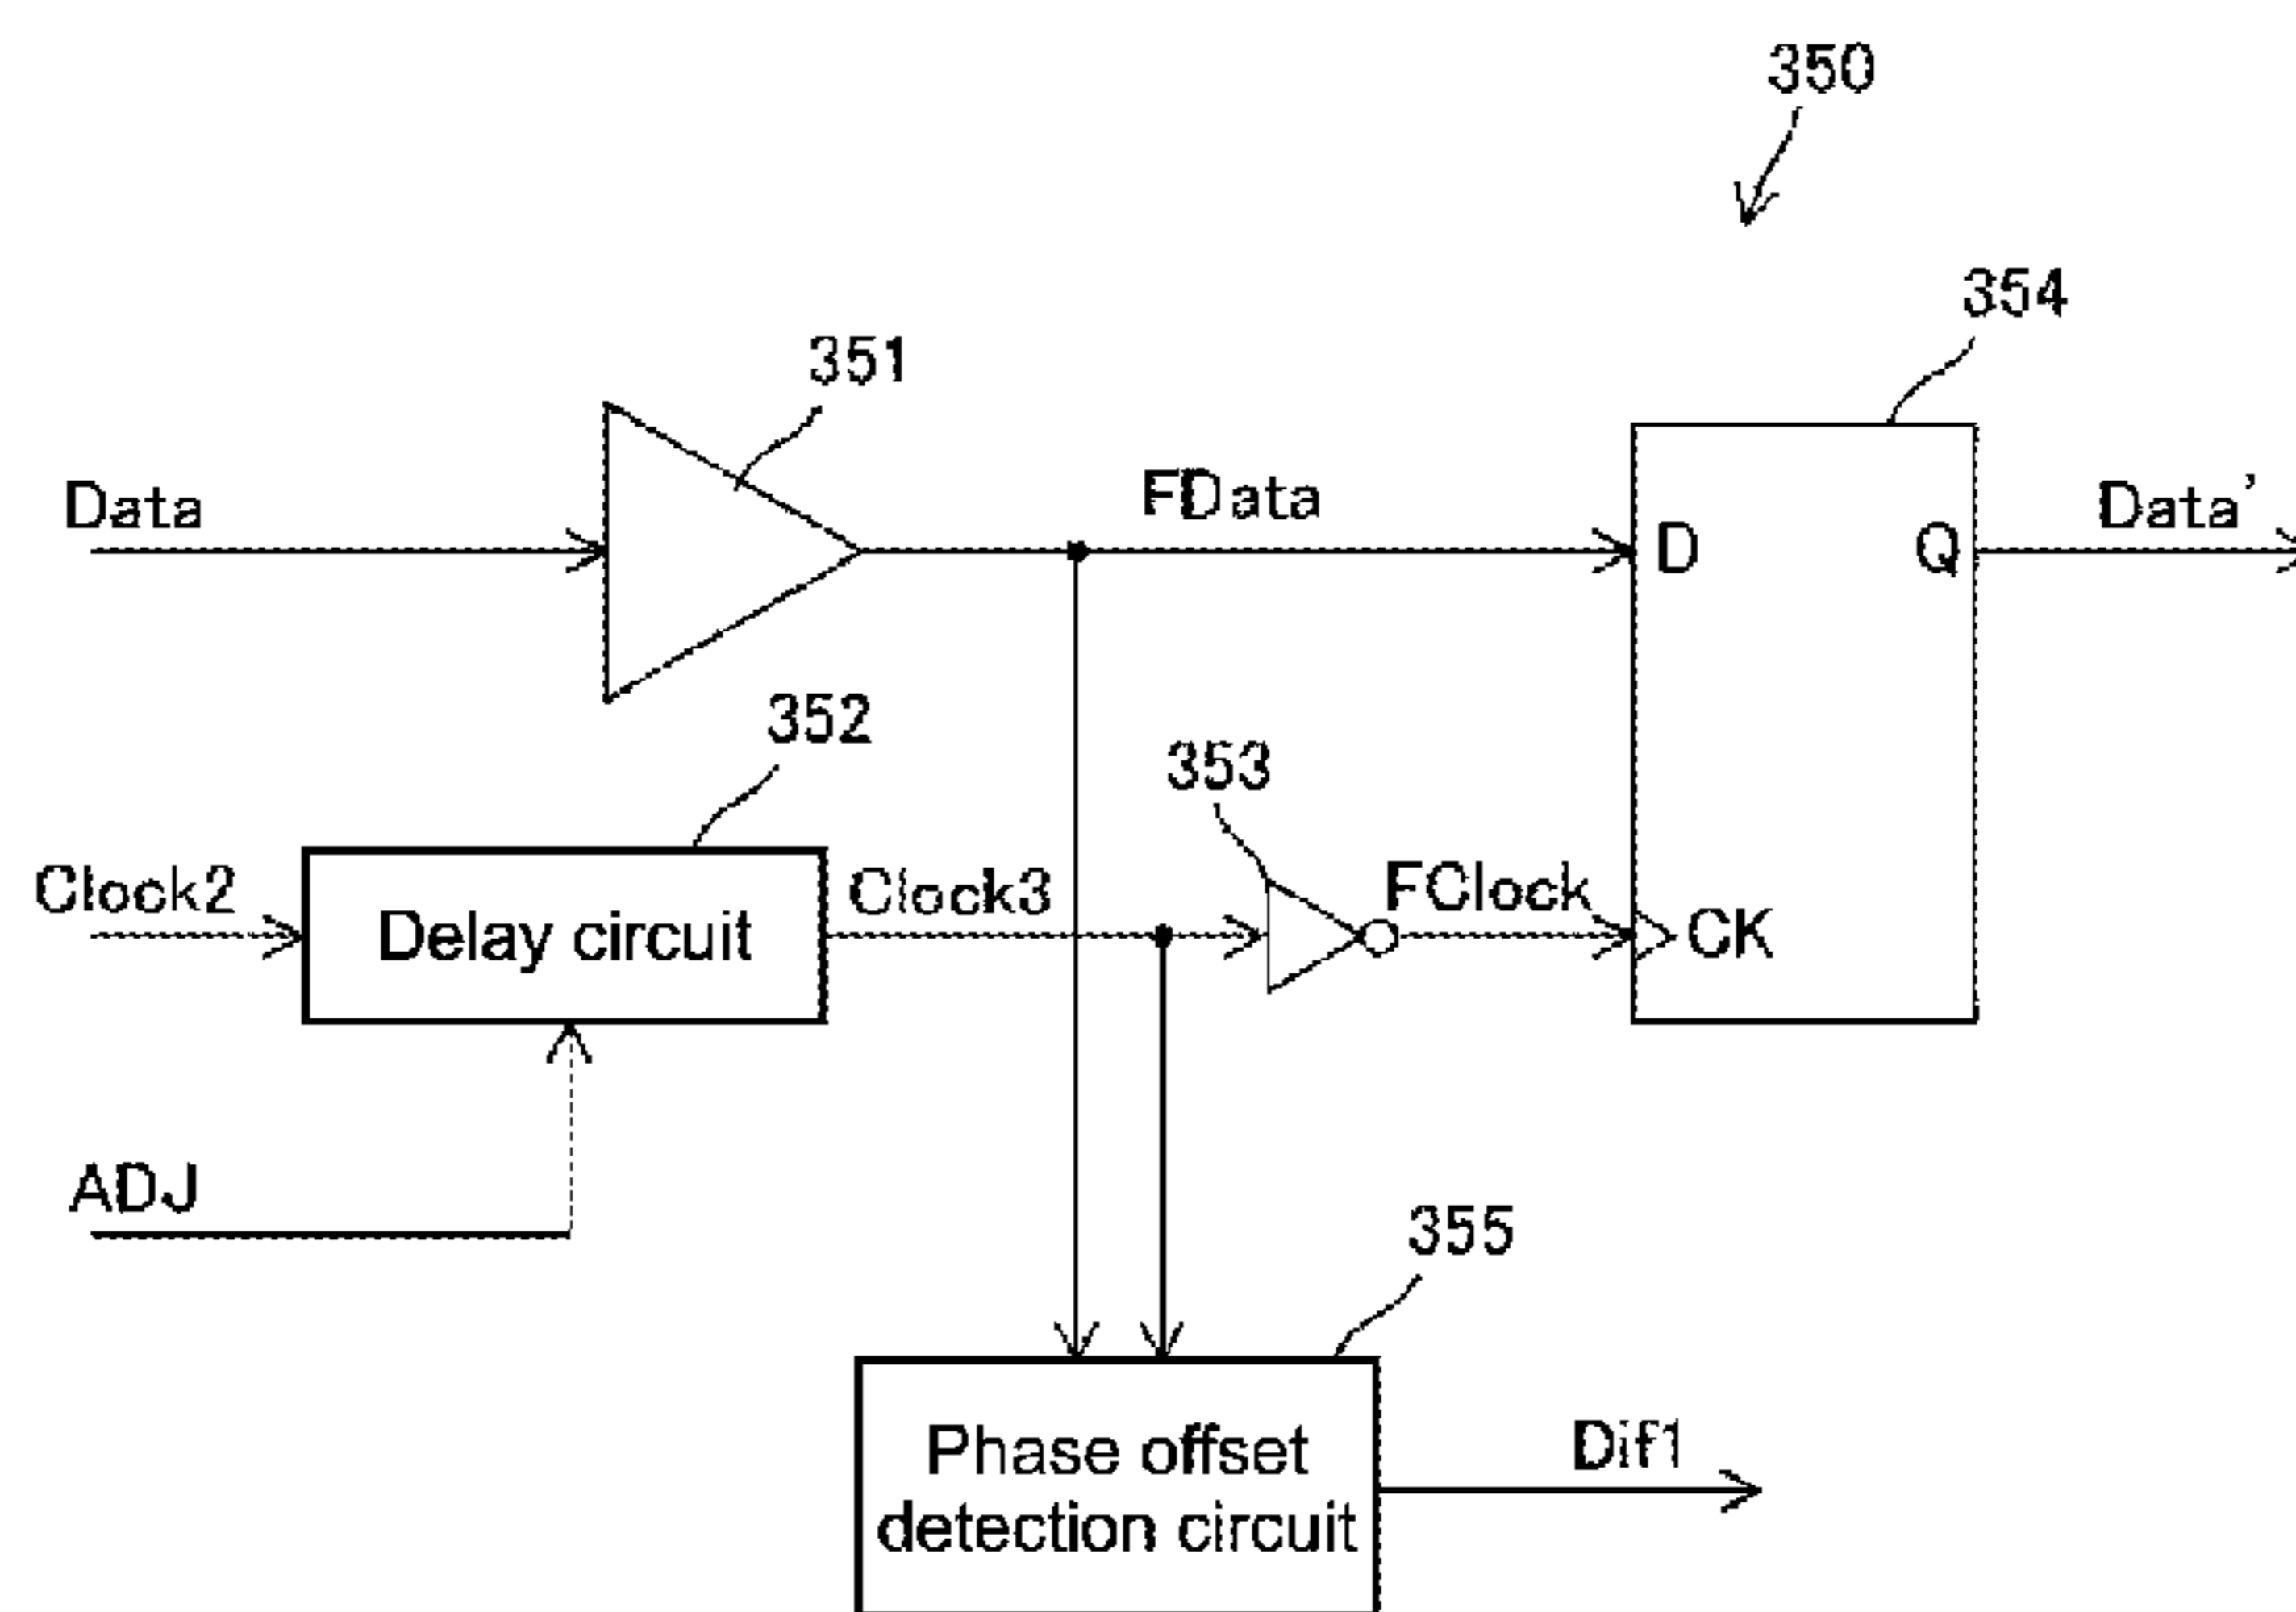 350
354
351
Data
FData
Data'
D
Q
352
353
Clock2
Delay circuit
Clock3
FClock
CK
ADJ
355
Phase offset
detection circuit
Dif1